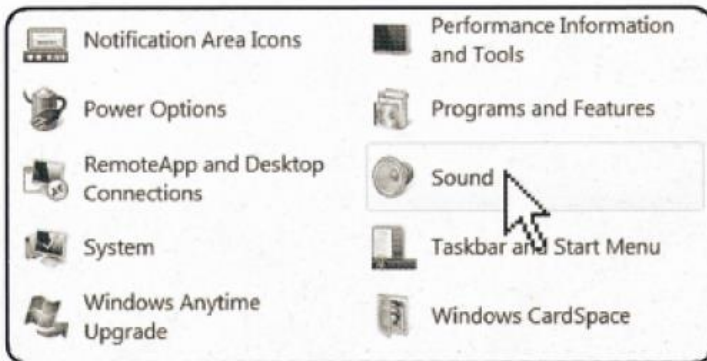 Notification Area Icons
Performance Information
and Tools
Power Options
Programs and Features
RemoteApp and Desktop
Connections
Sound
System
Taskbar and Start Menu
Windows Anytime
Upgrade
Windows CardSpace